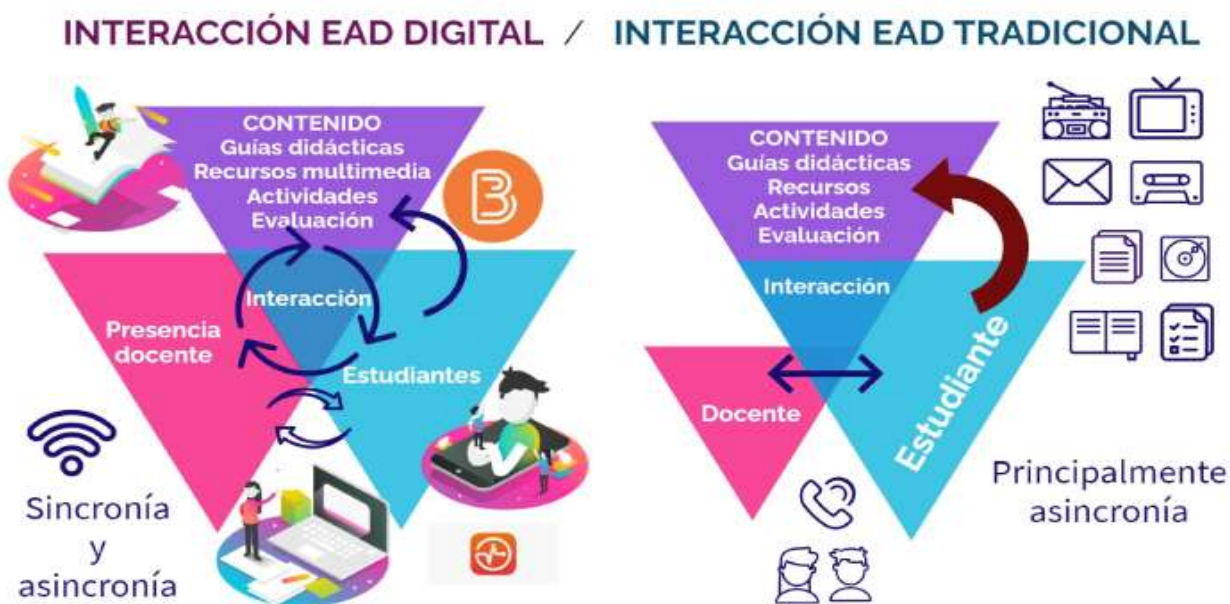 INTERACCIÓN EAD DIGITAL / INTERACCIÓN EAD TRADICIONAL
CONTENIDO
Guías didácticas
Recursos multimedia
Actividades
Evaluación
Interacción
Presencia
docente
Estudiantes
Sincronía
y
asincronía
CONTENIDO
Guías didácticas
Recursos
Actividades
Evaluación
Interacción
Docente
Estudiante
Principalmente
asincronía